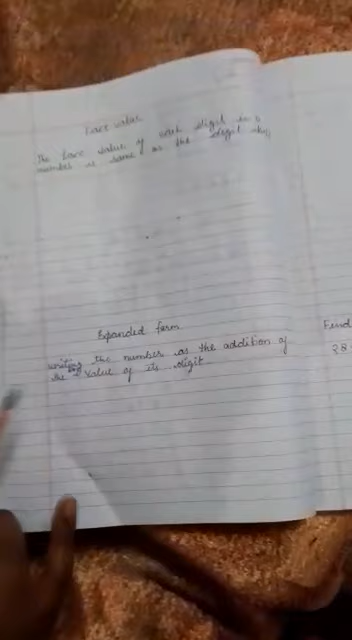 Face value
The face value of each digit in a
number is same as the digit
Expanded form
writing the number as the addition of
the value of its digit
Find
28